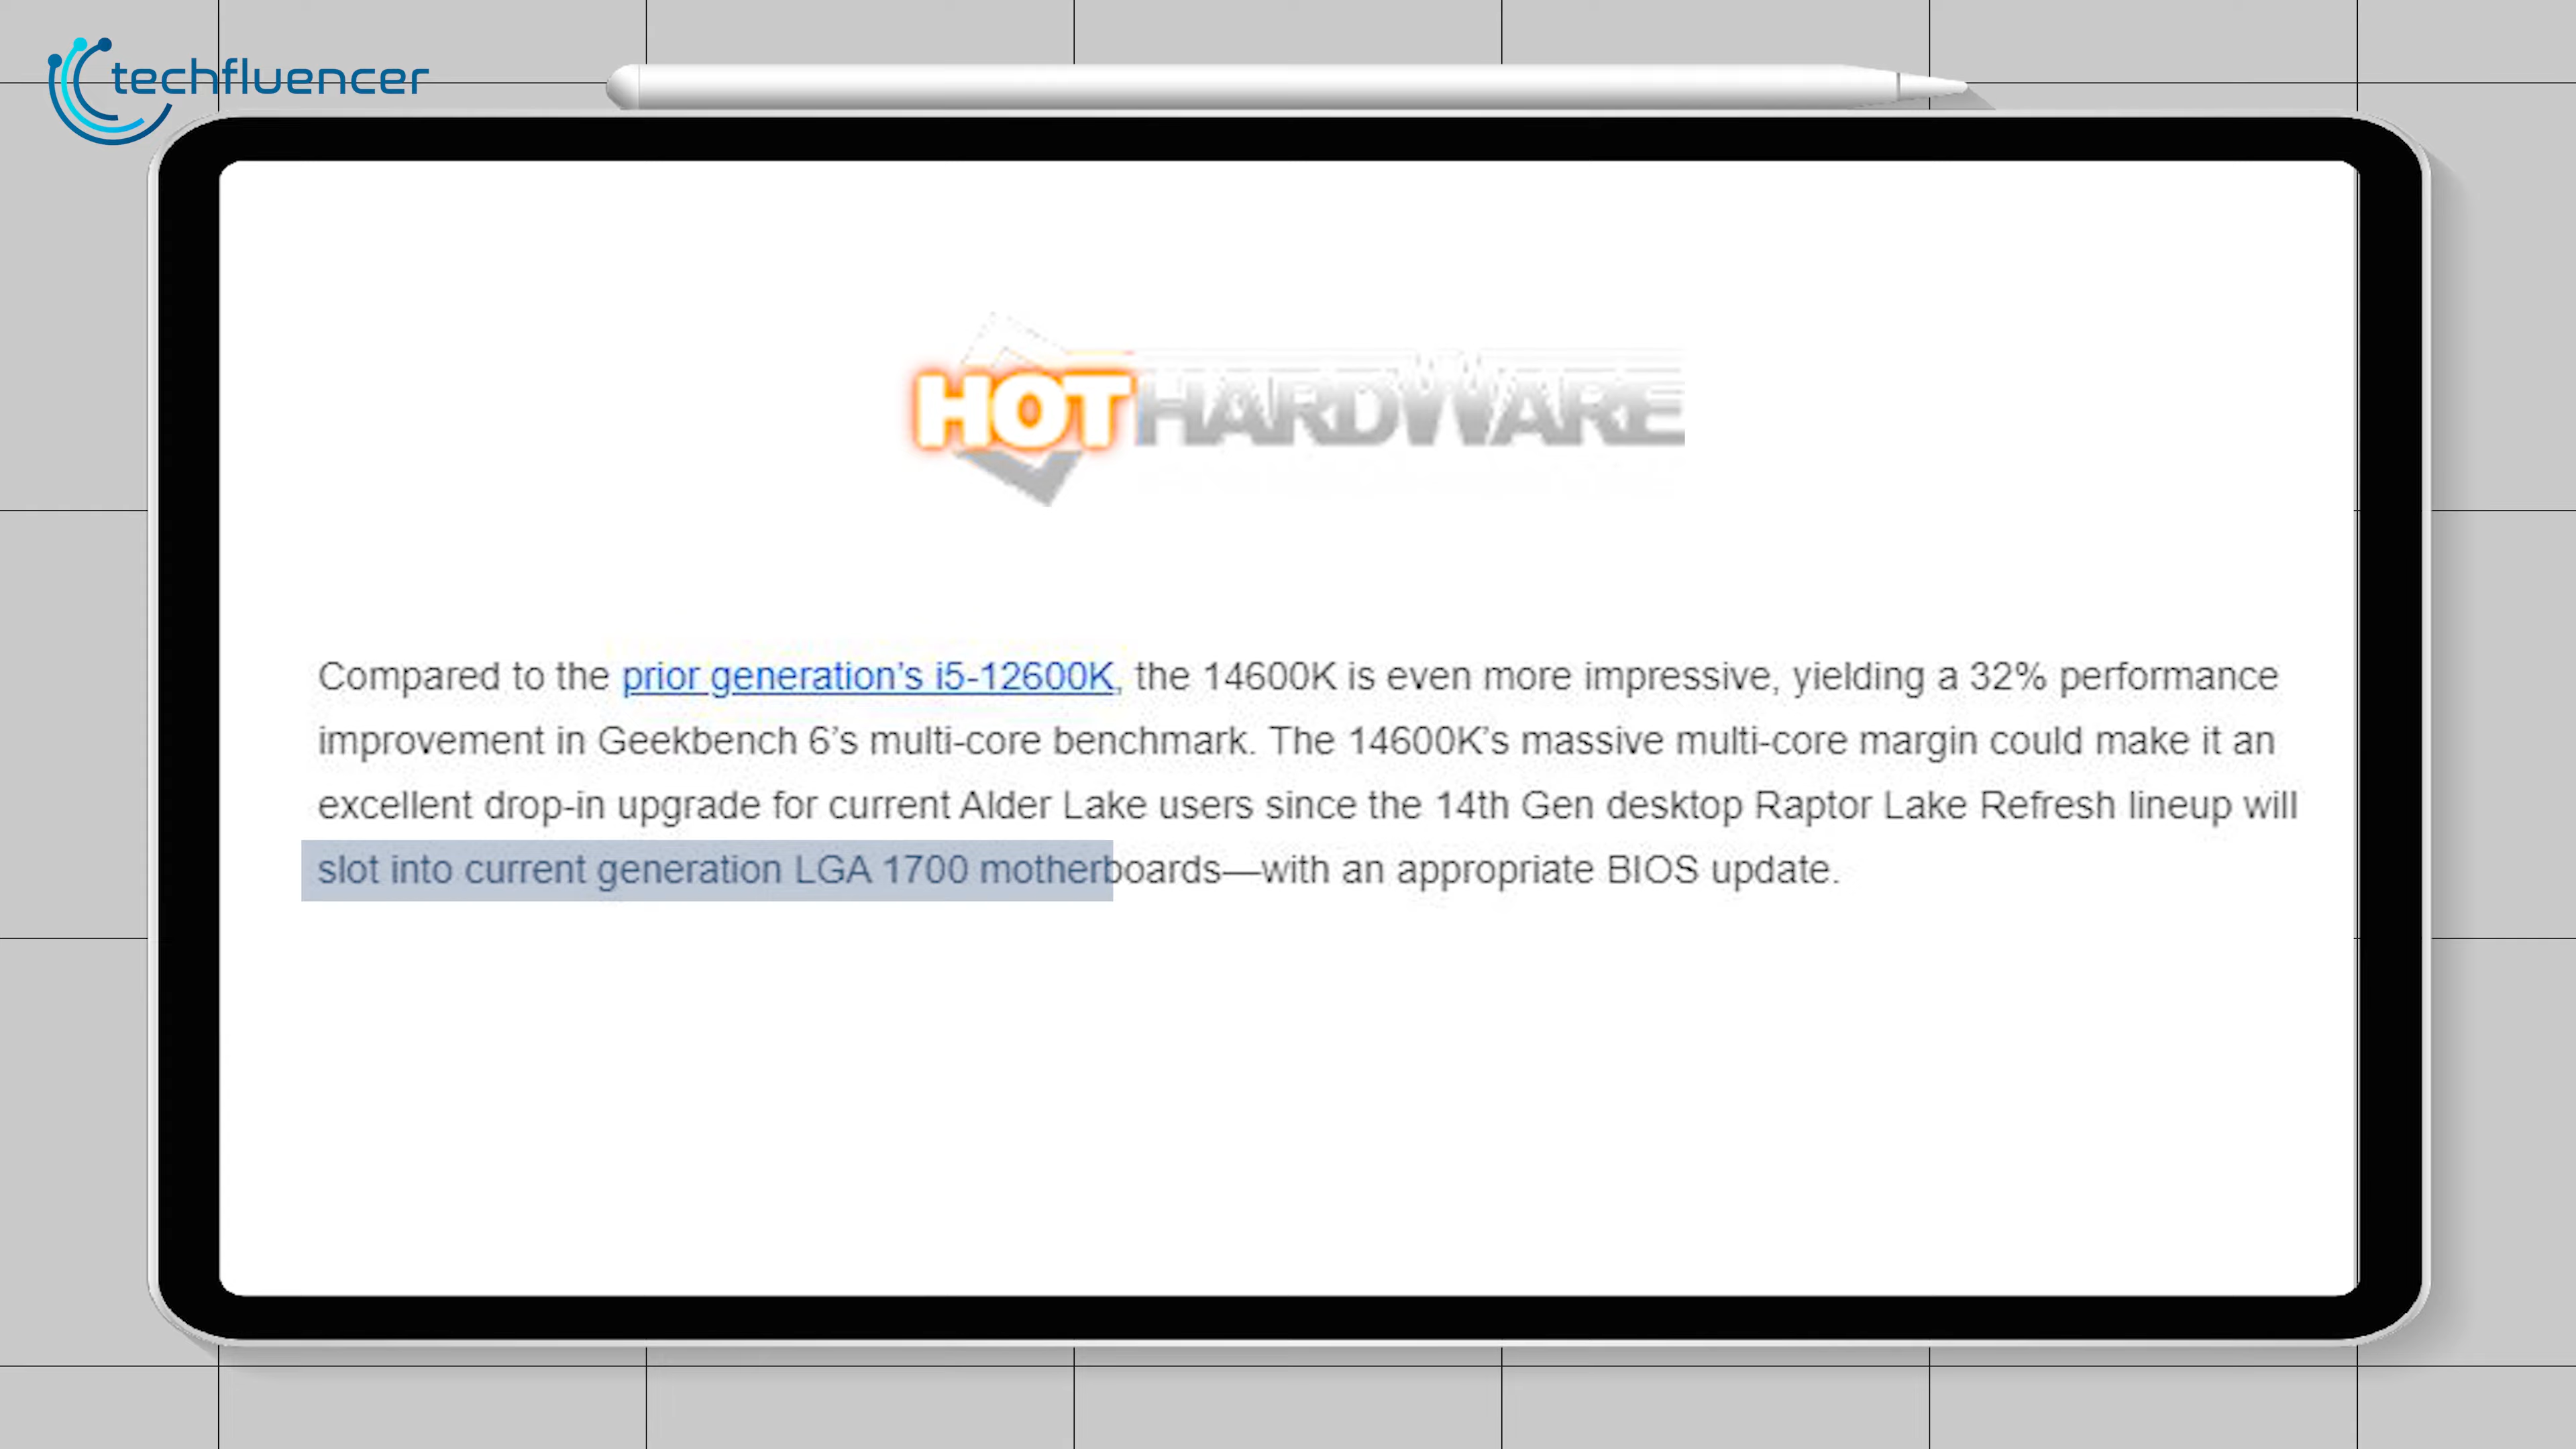 techfluencer
HOTHARDWARE
Compared to the prior generation’s i5-12600K, the 14600K is even more impressive, yielding a 32% performance
improvement in Geekbench 6’s multi-core benchmark. The 14600K’s massive multi-core margin could make it an
excellent drop-in upgrade for current Alder Lake users since the 14th Gen desktop Raptor Lake Refresh lineup will
slot into current generation LGA 1700 motherboards—with an appropriate BIOS update.